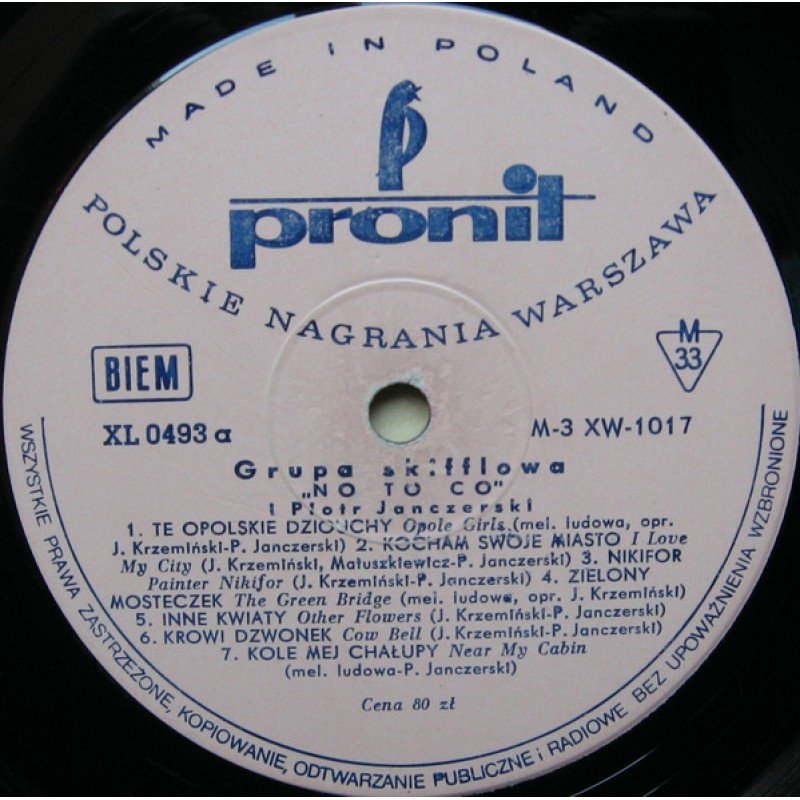 MADE IN POLAND
pronit
POLSKIE NAGRANIA WARSZAWA
BIEM
M
33
XL 0493 a
M-3 XW-1017
Grupa skifflowa
„NO TO CO"
i Piotr Janczerski
1. TE OPOLSKIE DZIOUCHY Opole Girls (mel. ludowa, opr.
J. Krzemiński-P. Janczerski) 2. KOCHAM SWOJE MIASTO I Love
My City (J. Krzemiński, Matuszkiewicz-P. Janczerski) 3. NIKIFOR
Painter Nikifor (J. Krzemiński-P. Janczerski) 4. ZIELONY
MOSTECZEK The Green Bridge (mel. ludowa, opr. J. Krzemiński)
5. INNE KWIATY Other Flowers (J. Krzemiński-P. Janczerski)
6. KROWI DZWONEK Cow Bell (J. Krzemiński-P. Janczerski)
7. KOLE MEJ CHAŁUPY Near My Cabin
(mel. ludowa-P. Janczerski)
Cena 80 zł
WSZYSTKIE PRAWA ZASTRZEŻONE, KOPIOWANIE, ODTWARZANIE PUBLICZNE i RADIOWE BEZ UPOWAŻNIENIA WZBRONIONE